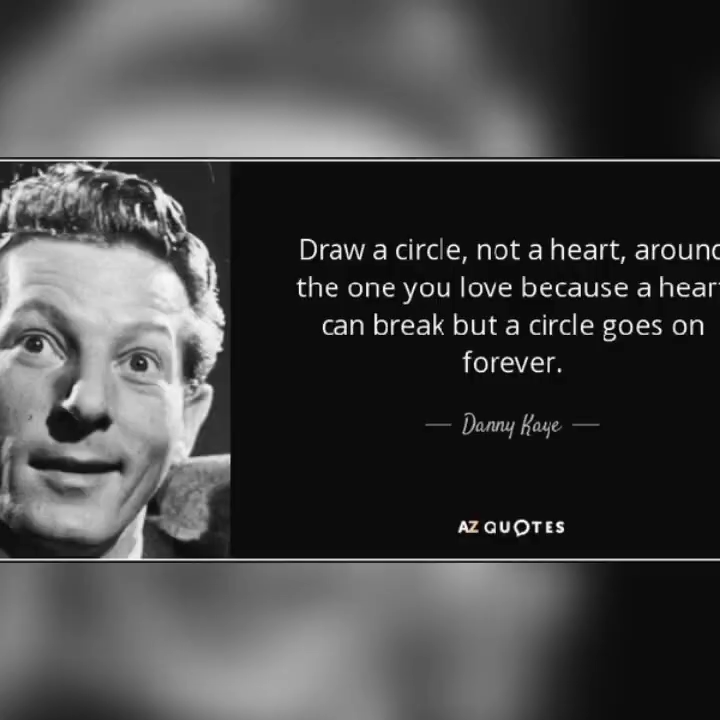 Draw a circle, not a heart, around
the one you love because a heart
can break but a circle goes on
forever.
— Danny Kaye —
AZ QUOTES